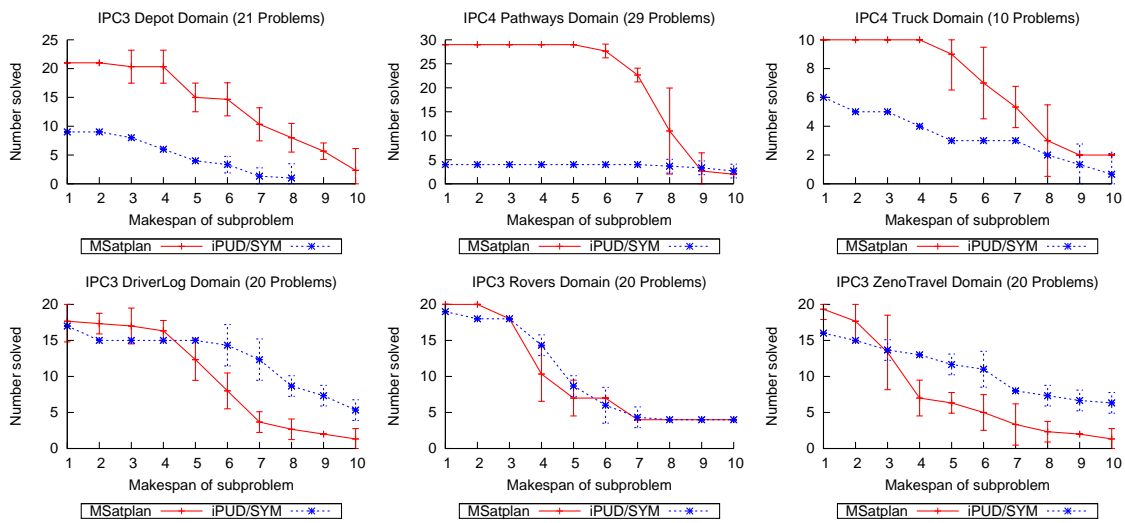 IPC3 Depot Domain (21 Problems)
Number solved
25
20
15
10
5
0
1 2 3 4 5 6 7 8 9 10
Makespan of subproblem
MSatplan iPUD/SYM
IPC4 Pathways Domain (29 Problems)
Number solved
30
25
20
15
10
5
0
1 2 3 4 5 6 7 8 9 10
Makespan of subproblem
MSatplan iPUD/SYM
IPC4 Truck Domain (10 Problems)
Number solved
10
8
6
4
2
0
1 2 3 4 5 6 7 8 9 10
Makespan of subproblem
MSatplan iPUD/SYM
IPC3 DriverLog Domain (20 Problems)
Number solved
20
15
10
5
0
1 2 3 4 5 6 7 8 9 10
Makespan of subproblem
MSatplan iPUD/SYM
IPC3 Rovers Domain (20 Problems)
Number solved
20
15
10
5
0
1 2 3 4 5 6 7 8 9 10
Makespan of subproblem
MSatplan iPUD/SYM
IPC3 ZenoTravel Domain (20 Problems)
Number solved
20
15
10
5
0
1 2 3 4 5 6 7 8 9 10
Makespan of subproblem
MSatplan iPUD/SYM